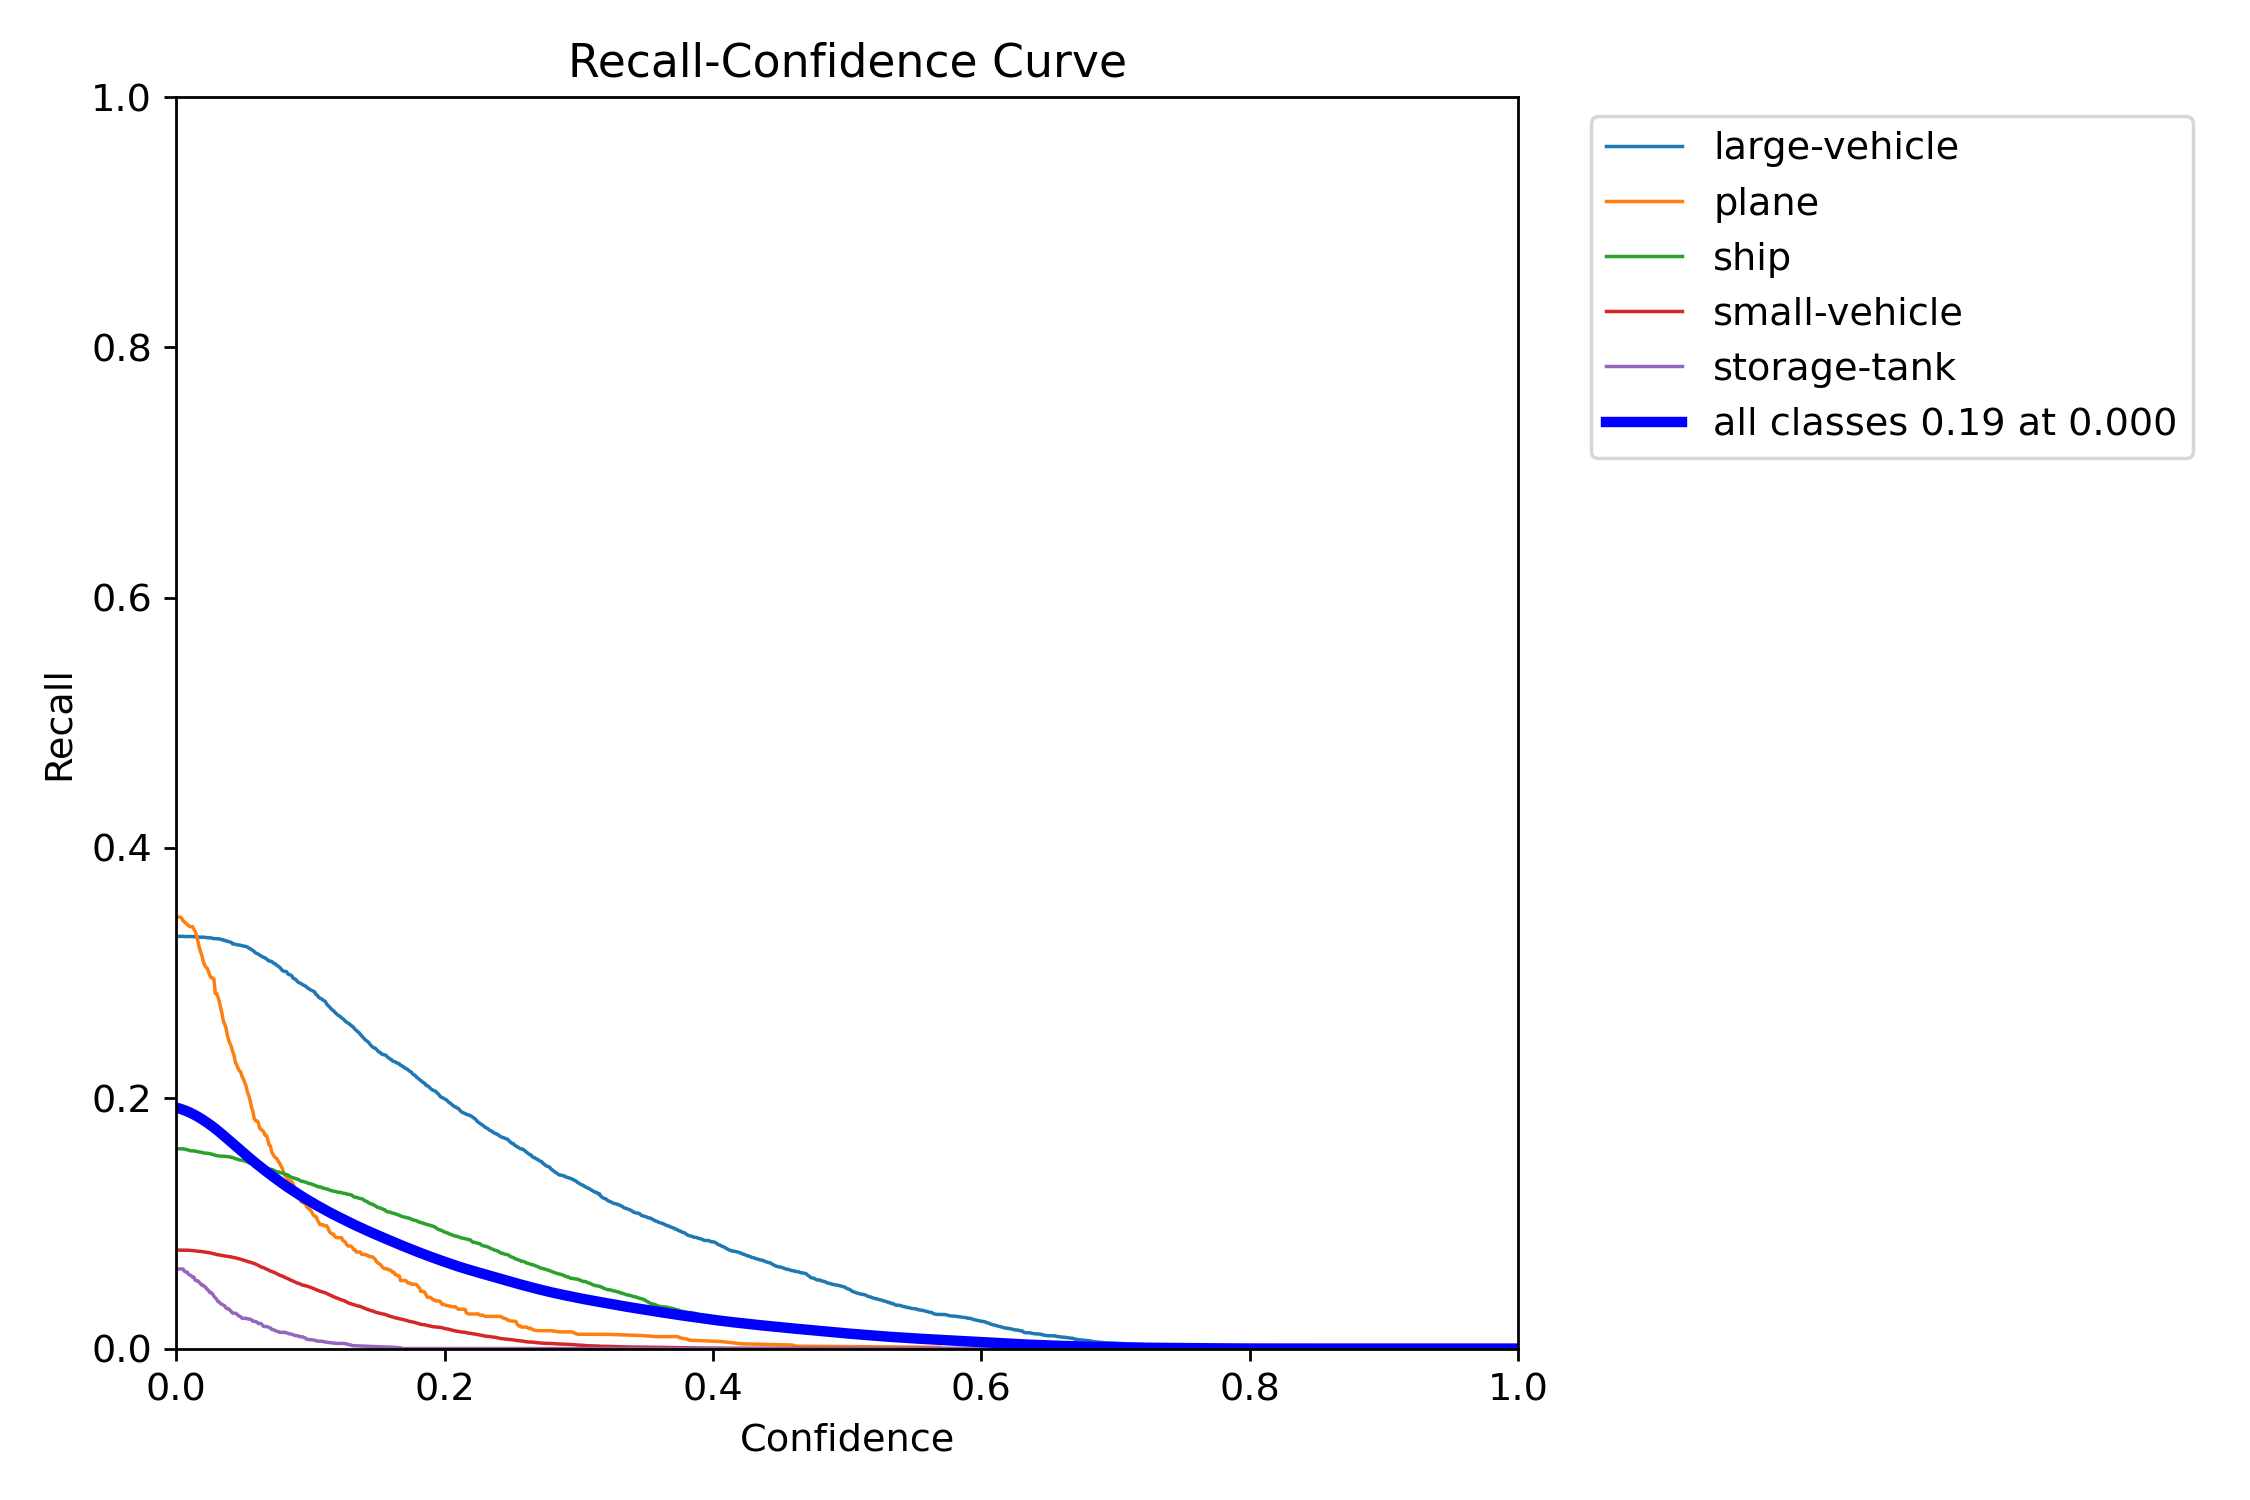 Recall-Confidence Curve
1.0
0.8
0.6
0.4
0.2
0.0
Recall
0.0 0.2 0.4 0.6 0.8 1.0
Confidence
large-vehicle
plane
ship
small-vehicle
storage-tank
all classes 0.19 at 0.000